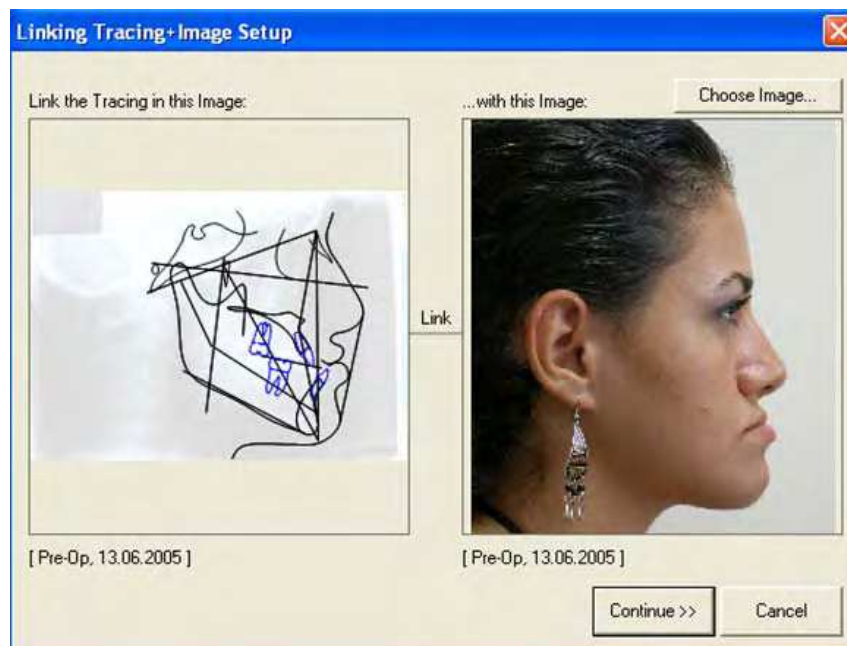 Linking Tracing+Image Setup
Link the Tracing in this Image:
...with this Image:
Choose Image...
Link
[ Pre-Op, 13.06.2005 ]
[ Pre-Op, 13.06.2005 ]
Continue >>
Cancel